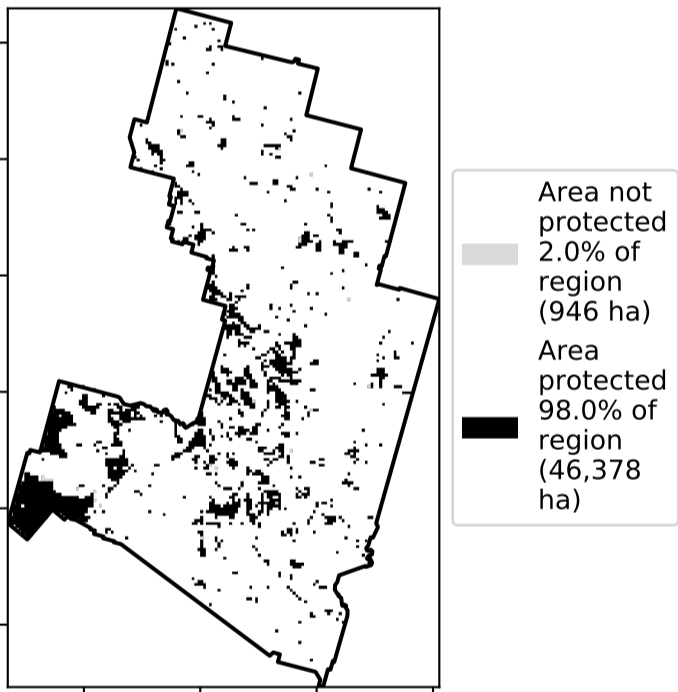 Area not
protected
2.0% of
region
(946 ha)
Area
protected
98.0% of
region
(46,378
ha)